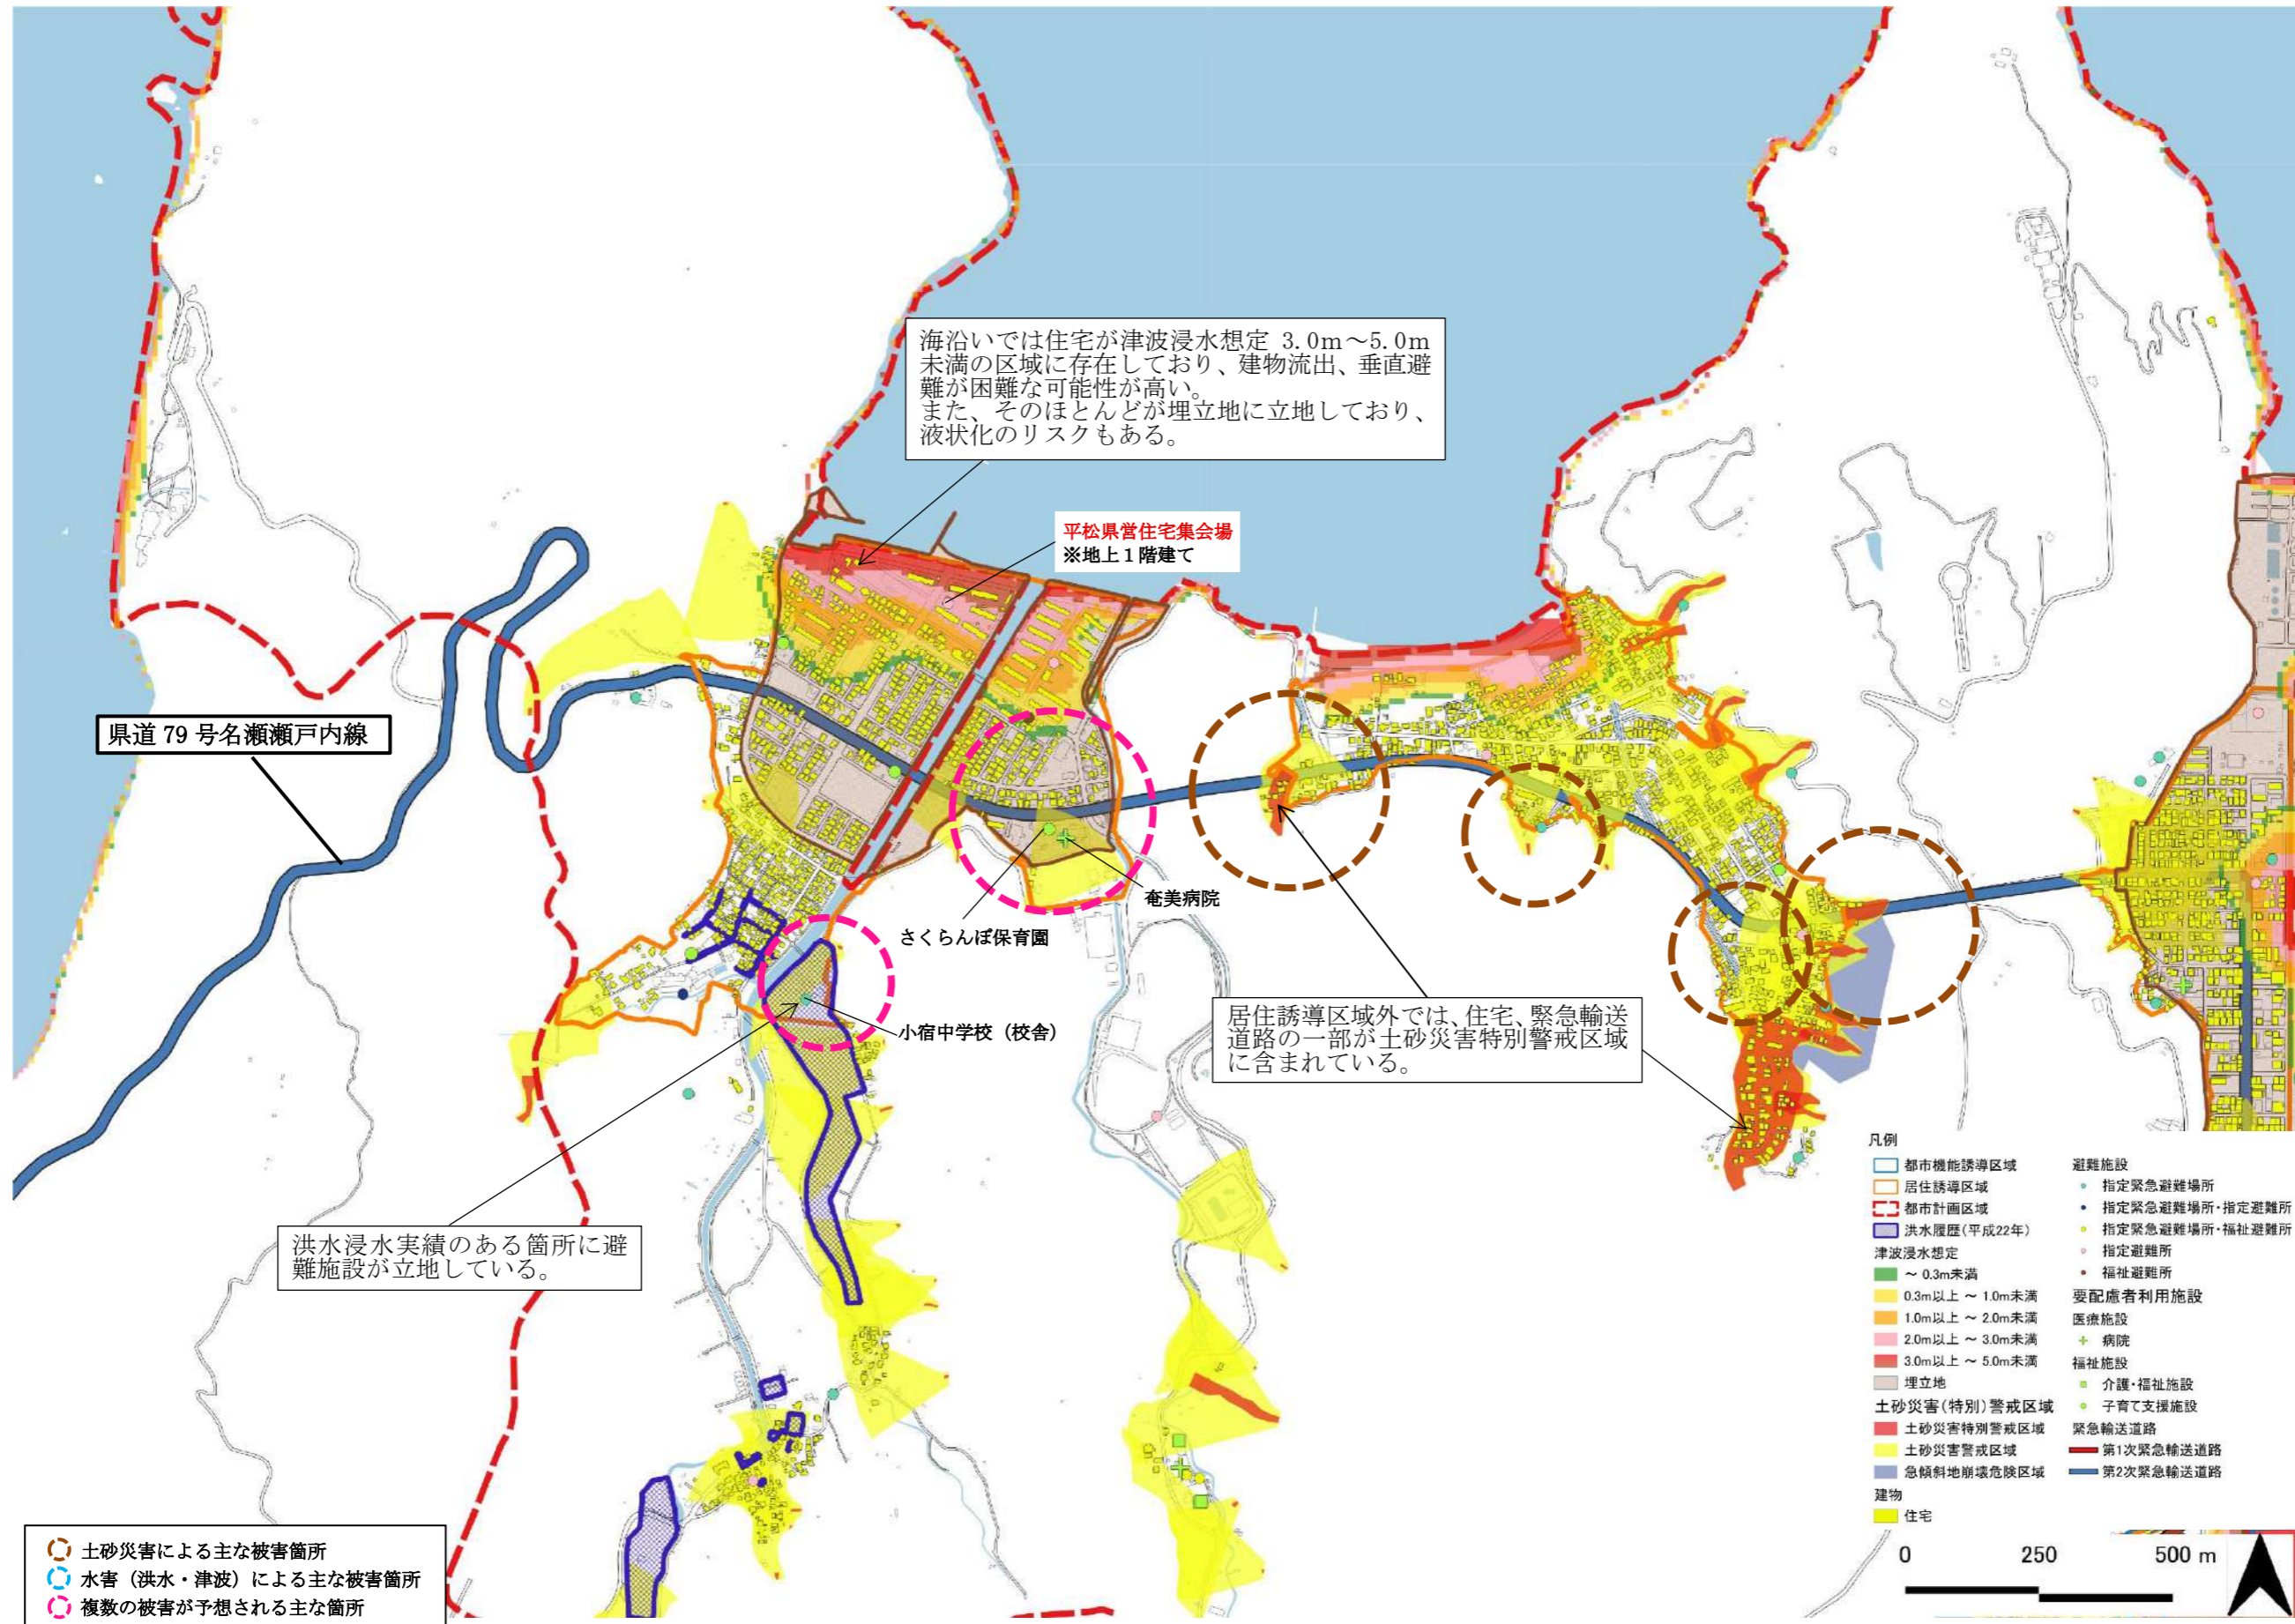 海沿いでは住宅が津波浸水想定 3.0m～5.0m
未満の区域に存在しており、建物流出、垂直避
難が困難な可能性が高い。
また、そのほとんどが埋立地に立地しており、
液状化のリスクもある。
平松県営住宅集会場
※地上１階建て
県道 79 号名瀬瀬戸内線
奄美病院
さくらんぼ保育園
小宿中学校（校舎）
居住誘導区域外では、住宅、緊急輸送
道路の一部が土砂災害特別警戒区域
に含まれている。
洪水浸水実績のある箇所に避
難施設が立地している。
凡例
都市機能誘導区域
居住誘導区域
都市計画区域
洪水履歴(平成22年)
津波浸水想定
～ 0.3m未満
0.3m以上 ～ 1.0m未満
1.0m以上 ～ 2.0m未満
2.0m以上 ～ 3.0m未満
3.0m以上 ～ 5.0m未満
埋立地
土砂災害(特別)警戒区域
土砂災害特別警戒区域
土砂災害警戒区域
急傾斜地崩壊危険区域
建物
住宅
避難施設
指定緊急避難場所
指定緊急避難場所・指定避難所
指定緊急避難場所・福祉避難所
指定避難所
福祉避難所
要配慮者利用施設
医療施設
病院
福祉施設
介護・福祉施設
子育て支援施設
緊急輸送道路
第1次緊急輸送道路
第2次緊急輸送道路
土砂災害による主な被害箇所
水害（洪水・津波）による主な被害箇所
複数の被害が予想される主な箇所
0 250 500 m